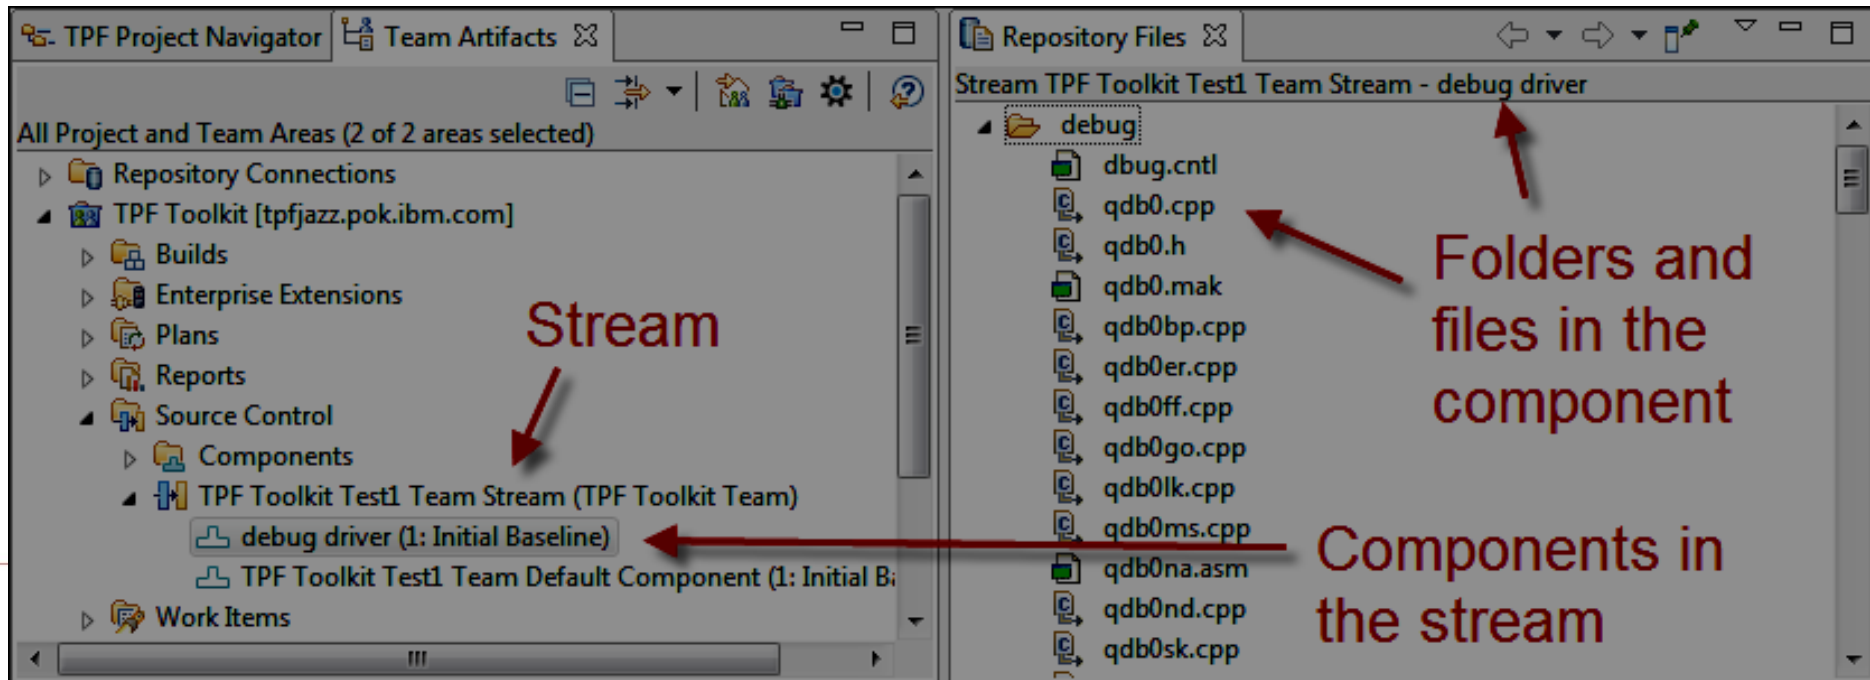 TPF Project Navigator
Team Artifacts
All Project and Team Areas (2 of 2 areas selected)
Repository Connections
TPF Toolkit [tpfjazz.pok.ibm.com]
Builds
Enterprise Extensions
Plans
Reports
Source Control
Components
TPF Toolkit Test1 Team Stream (TPF Toolkit Team)
debug driver (1: Initial Baseline)
TPF Toolkit Test1 Team Default Component (1: Initial
Work Items
Stream
Repository Files
Stream TPF Toolkit Test1 Team Stream - debug driver
debug
dbug.cntl
qdb0.cpp
qdb0.h
qdb0.mak
qdb0bp.cpp
qdb0er.cpp
qdb0ff.cpp
qdb0go.cpp
qdb0lk.cpp
qdb0ms.cpp
qdb0na.asm
qdb0nd.cpp
qdb0sk.cpp
Folders and
files in the
component
Components in
the stream